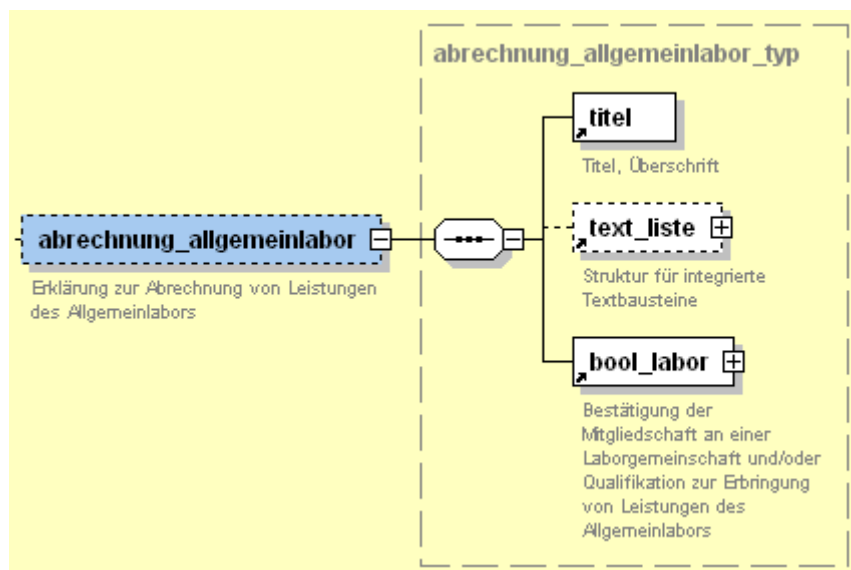 abrechnung_allgemeinlabor_typ
titel
Titel, Überschrift
text_liste
Struktur für integrierte
Textbausteine
abrechnung_allgemeinlabor
Erklärung zur Abrechnung von Leistungen
des Allgemeinlabors
bool_labor
Bestätigung der
Mitgliedschaft an einer
Laborgemeinschaft und/oder
Qualifikation zur Erbringung
von Leistungen des
Allgemeinlabors